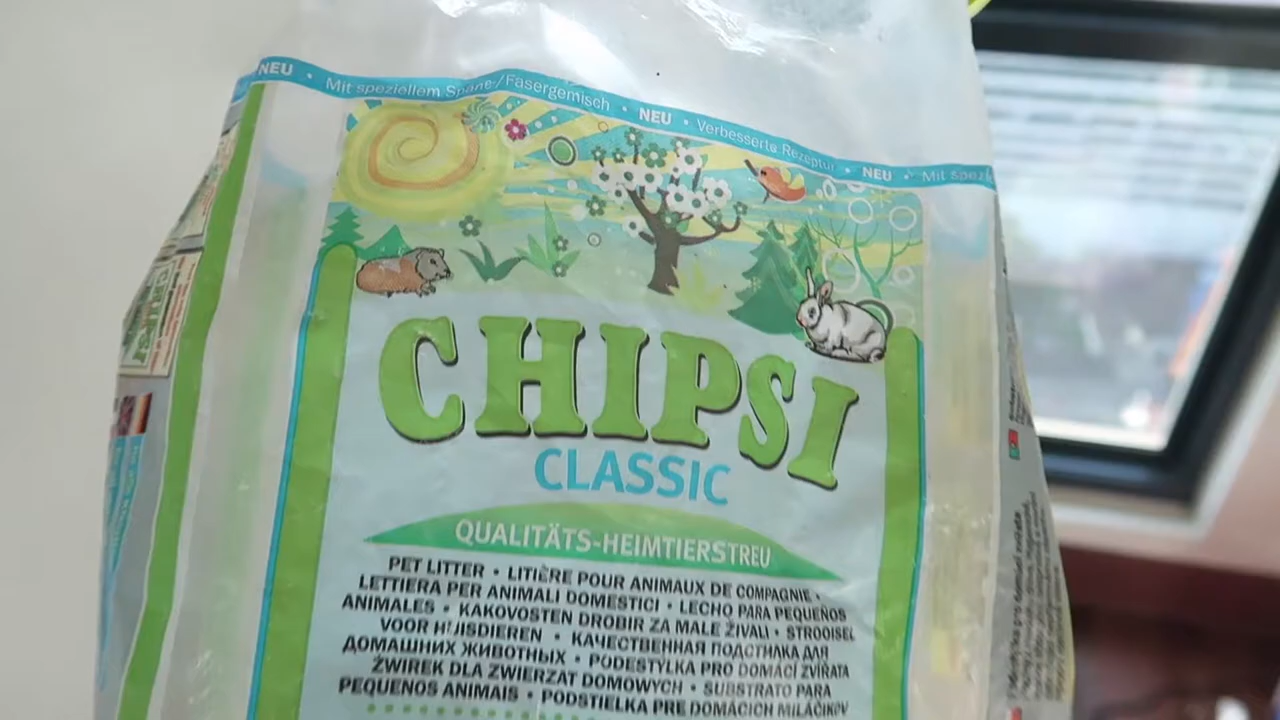 NEU • Mit speziellem Späne-/Fasergemisch • NEU • Verbesserte Rezeptur • NEU • Mit spezi
CHIPSI
CLASSIC
QUALITÄTS-HEIMTIERSTREU
PET LITTER • LITIÈRE POUR ANIMAUX DE COMPAGNIE •
LETTIERA PER ANIMALI DOMESTICI • LECHO PARA PEQUEÑOS
ANIMALES • KAKOVOSTEN DROBIR ZA MALE ŽIVALI • STROOISEL
VOOR HUISDIEREN • КАЧЕСТВЕННАЯ ПОДСТИЛКА ДЛЯ
ДОМАШНИХ ЖИВОТНЫХ • PODESTÝLKA PRO DOMÁCÍ ZVÍŘATA
ŻWIREK DLA ZWIERZĄT DOMOWYCH • SUBSTRATO PARA
PEQUENOS ANIMAIS • PODSTIELKA PRE DOMÁCICH MILÁČIKOV